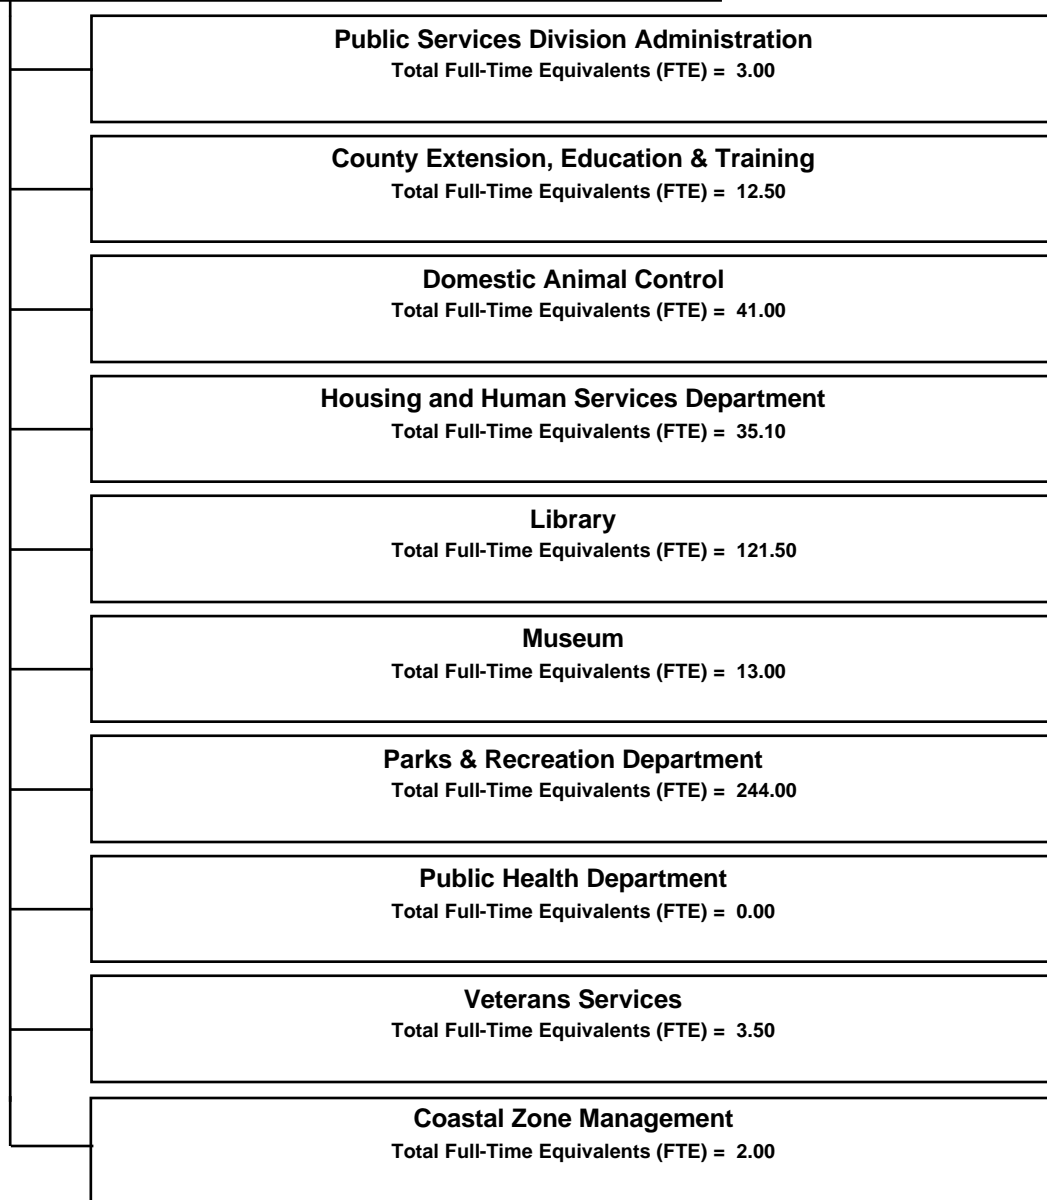 Public Services Division Administration
Total Full-Time Equivalents (FTE) = 3.00
County Extension, Education & Training
Total Full-Time Equivalents (FTE) = 12.50
Domestic Animal Control
Total Full-Time Equivalents (FTE) = 41.00
Housing and Human Services Department
Total Full-Time Equivalents (FTE) = 35.10
Library
Total Full-Time Equivalents (FTE) = 121.50
Museum
Total Full-Time Equivalents (FTE) = 13.00
Parks & Recreation Department
Total Full-Time Equivalents (FTE) = 244.00
Public Health Department
Total Full-Time Equivalents (FTE) = 0.00
Veterans Services
Total Full-Time Equivalents (FTE) = 3.50
Coastal Zone Management
Total Full-Time Equivalents (FTE) = 2.00